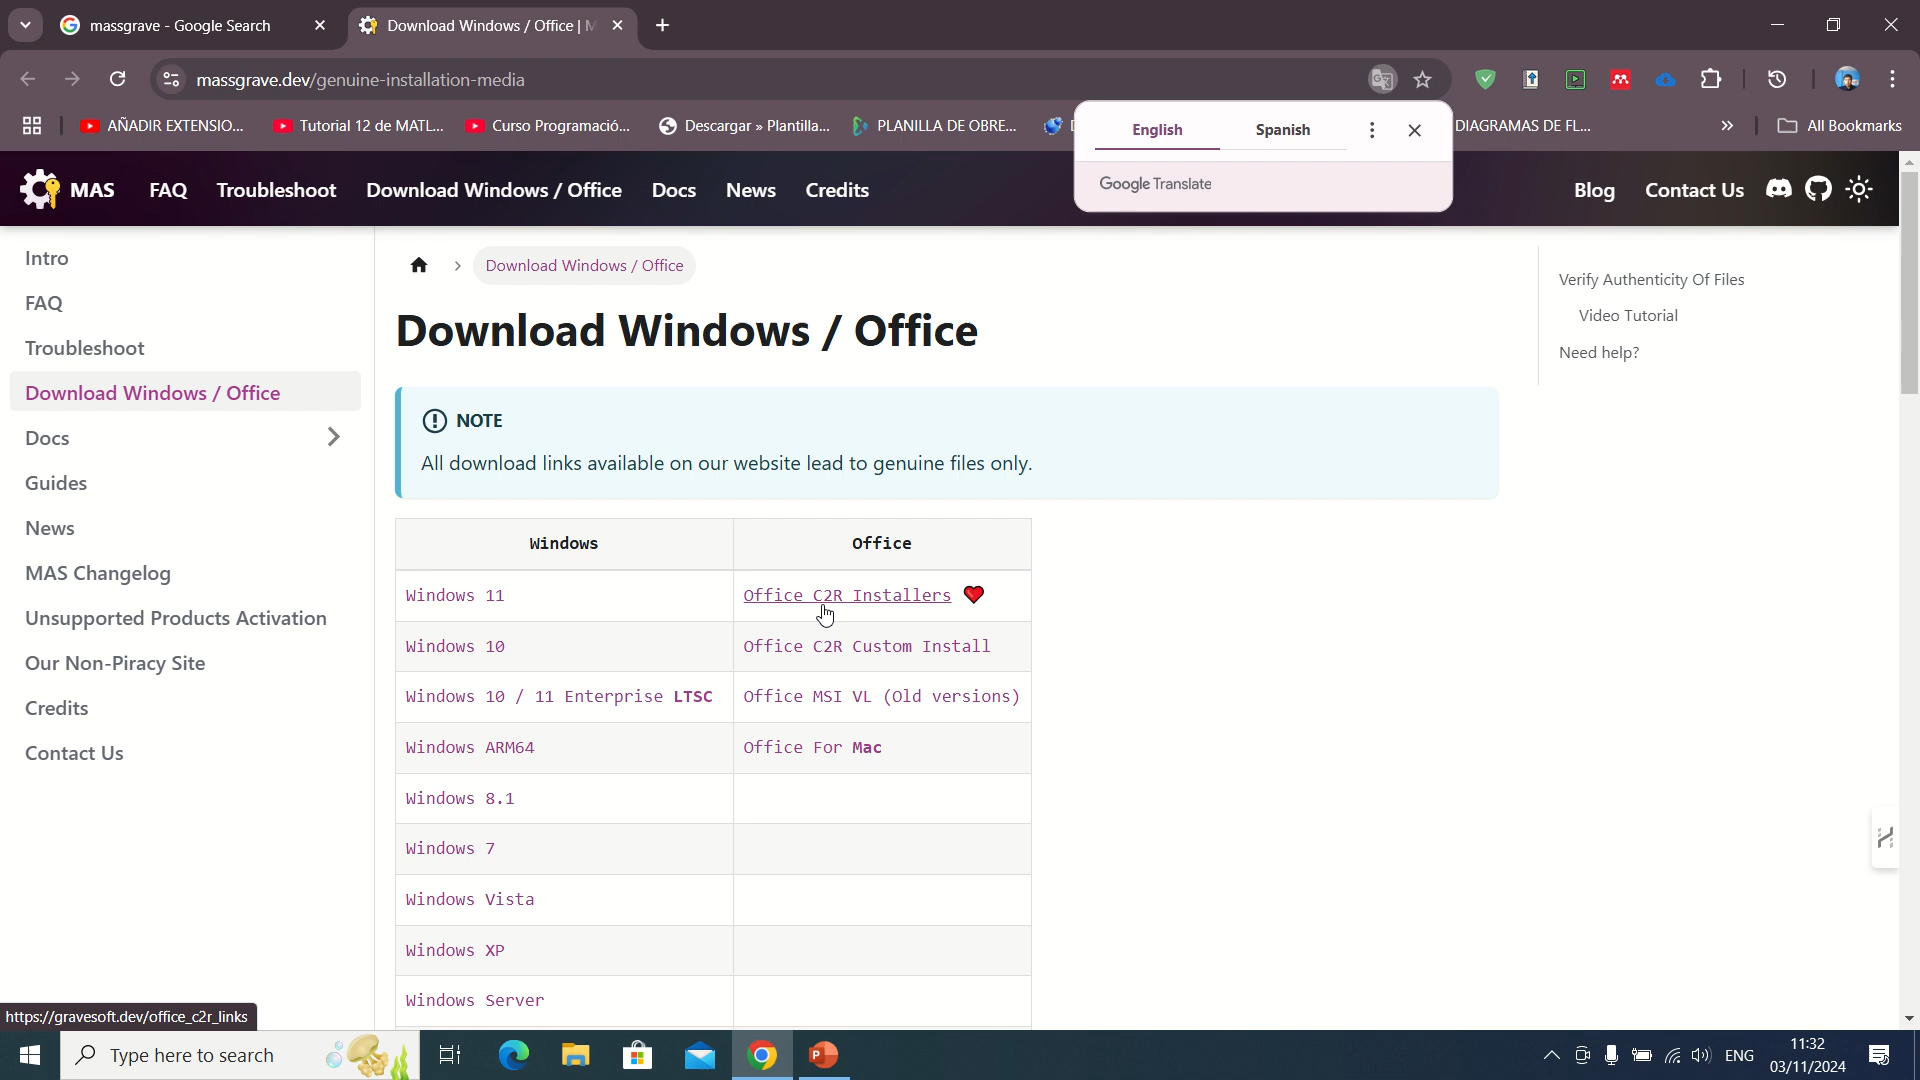 massgrave - Google Search
Download Windows / Office | M
massgrave.dev/genuine-installation-media
AÑADIR EXTENSIO...
Tutorial 12 de MATL...
Curso Programació...
Descargar » Plantilla...
PLANILLA DE OBRE...
DIAGRAMAS DE FL...
All Bookmarks
English
Spanish
Google Translate
MAS
FAQ
Troubleshoot
Download Windows / Office
Docs
News
Credits
Blog
Contact Us
Intro
FAQ
Troubleshoot
Download Windows / Office
Docs
Guides
News
MAS Changelog
Unsupported Products Activation
Our Non-Piracy Site
Credits
Contact Us
Download Windows / Office
Download Windows / Office
NOTE
All download links available on our website lead to genuine files only.
Windows Office
Windows 11 Office C2R Installers
Windows 10 Office C2R Custom Install
Windows 10 / 11 Enterprise LTSC Office MSI VL (Old versions)
Windows ARM64 Office For Mac
Windows 8.1
Windows 7
Windows Vista
Windows XP
Windows Server
Verify Authenticity Of Files
Video Tutorial
Need help?
https://gravesoft.dev/office_c2r_links
Type here to search
ENG
11:32
03/11/2024